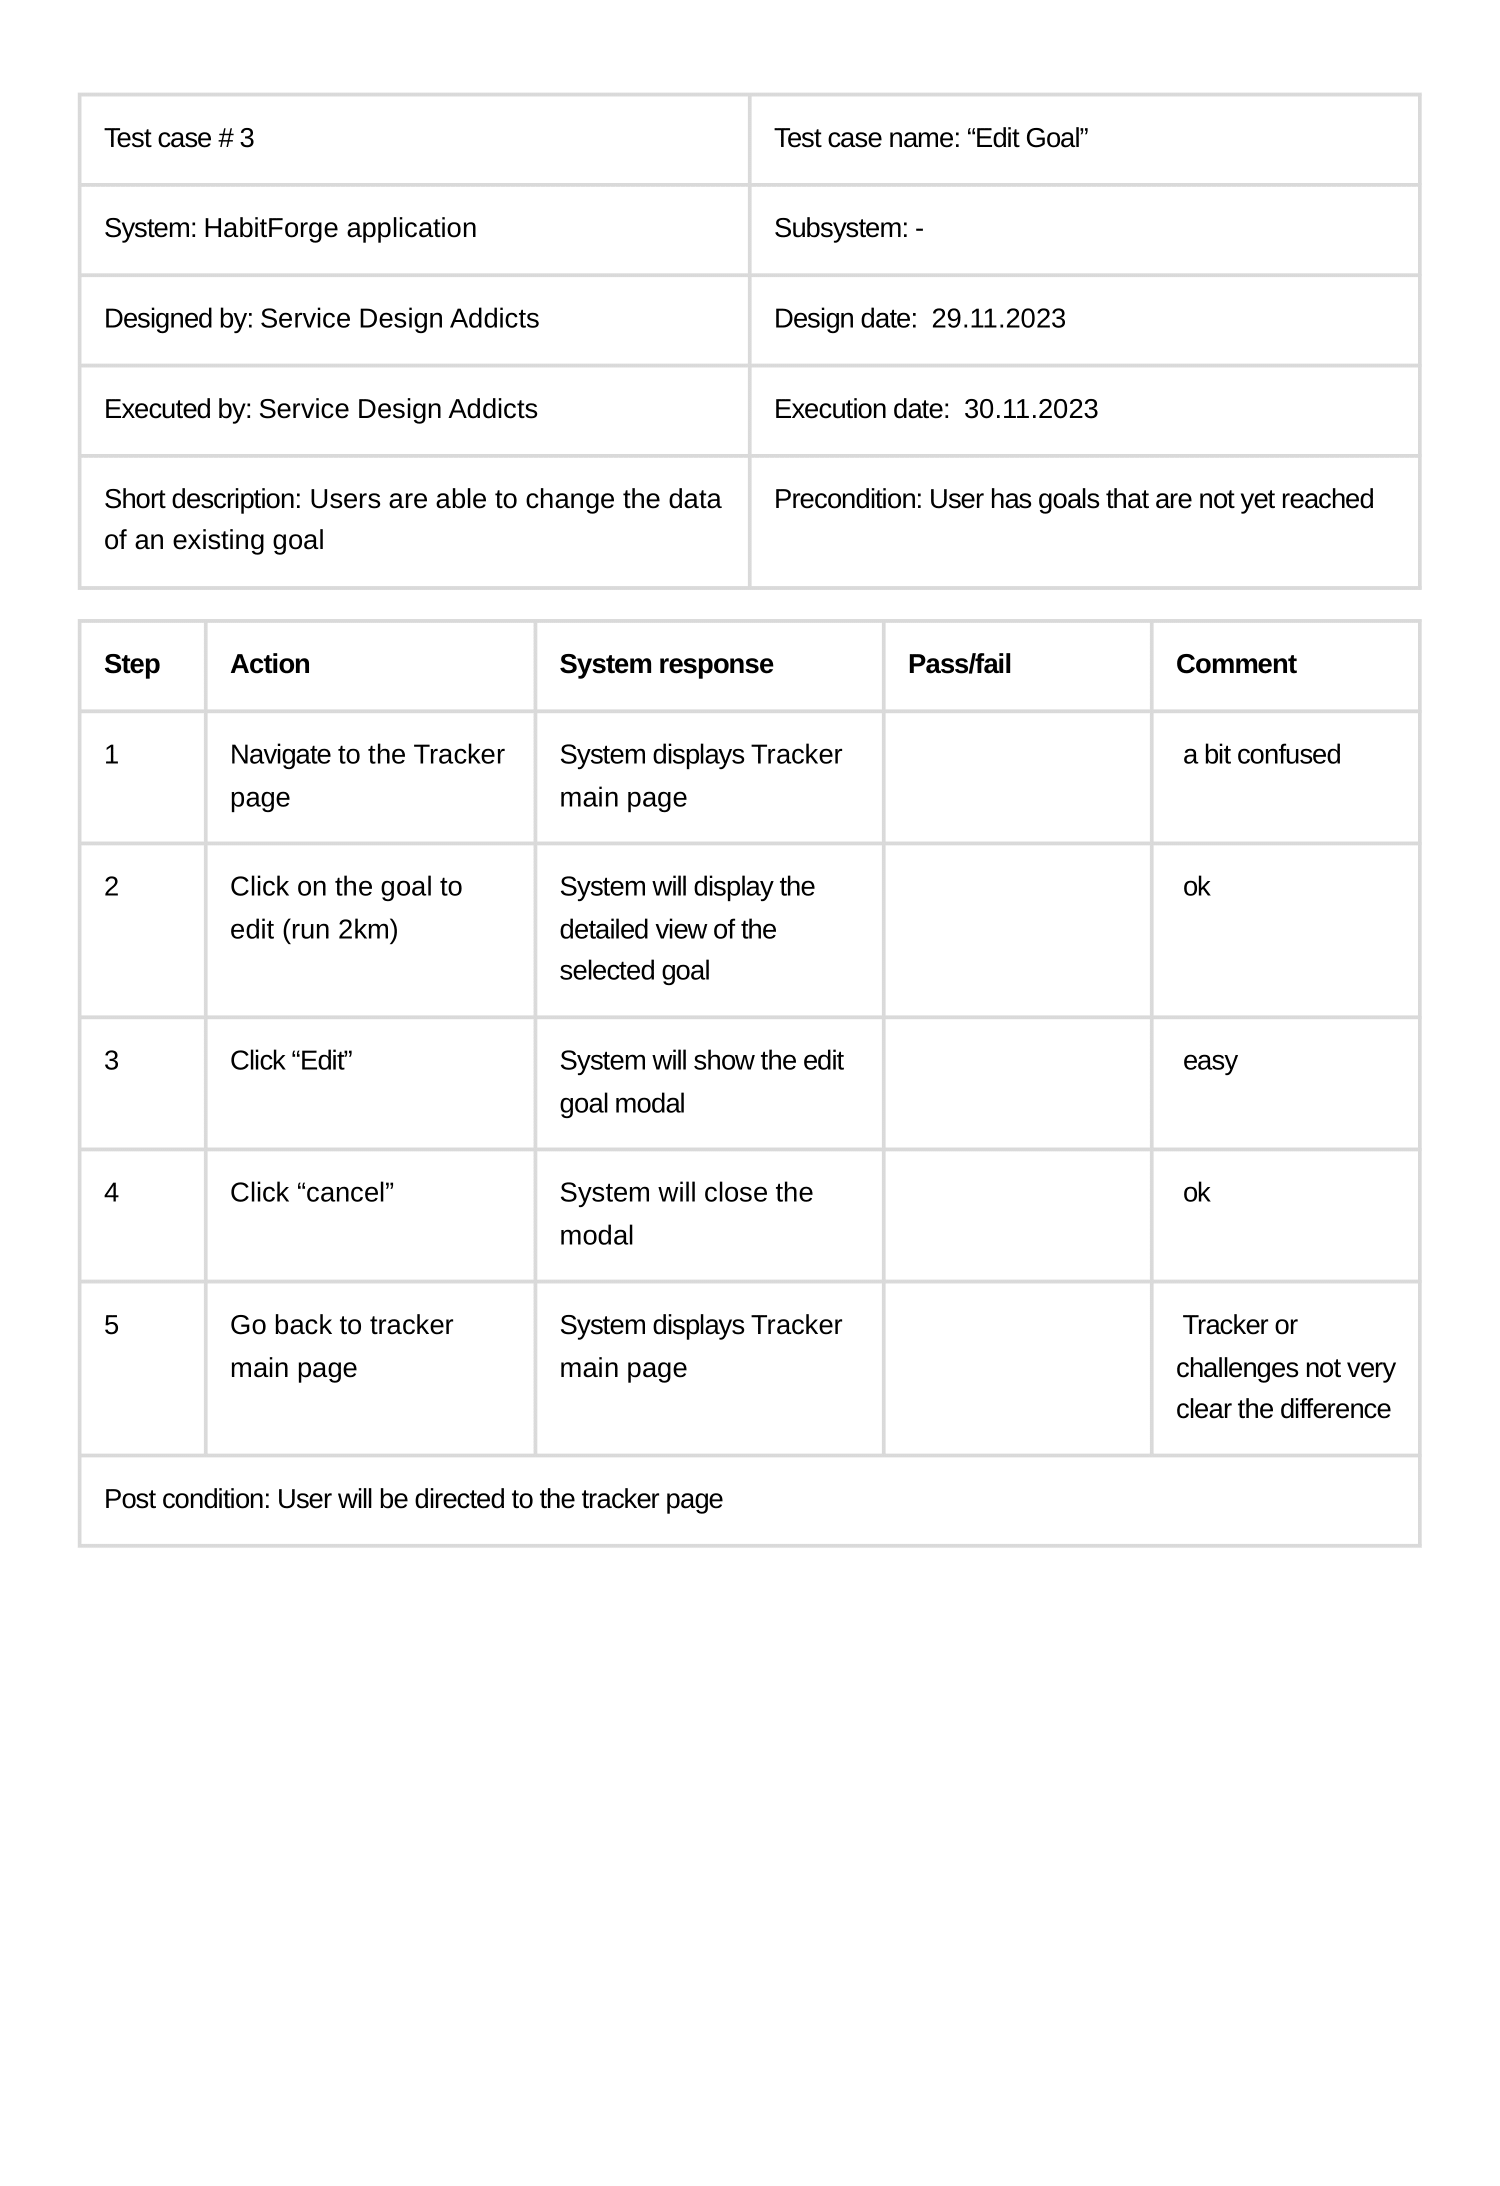 Test case # 3
Test case name: “Edit Goal”
System: HabitForge application
Subsystem: -
Designed by: Service Design Addicts
Design date:  29.11.2023
Executed by: Service Design Addicts
Execution date:  30.11.2023
Short description: Users are able to change the data
of an existing goal
Precondition: User has goals that are not yet reached
Step
Action
System response
Pass/fail
Comment
1
Navigate to the Tracker
page
System displays Tracker
main page
a bit confused
2
Click on the goal to
edit (run 2km)
System will display the
detailed view of the
selected goal
ok
3
Click “Edit”
System will show the edit
goal modal
easy
4
Click “cancel”
System will close the
modal
ok
5
Go back to tracker
main page
System displays Tracker
main page
Tracker or
challenges not very
clear the difference
Post condition: User will be directed to the tracker page